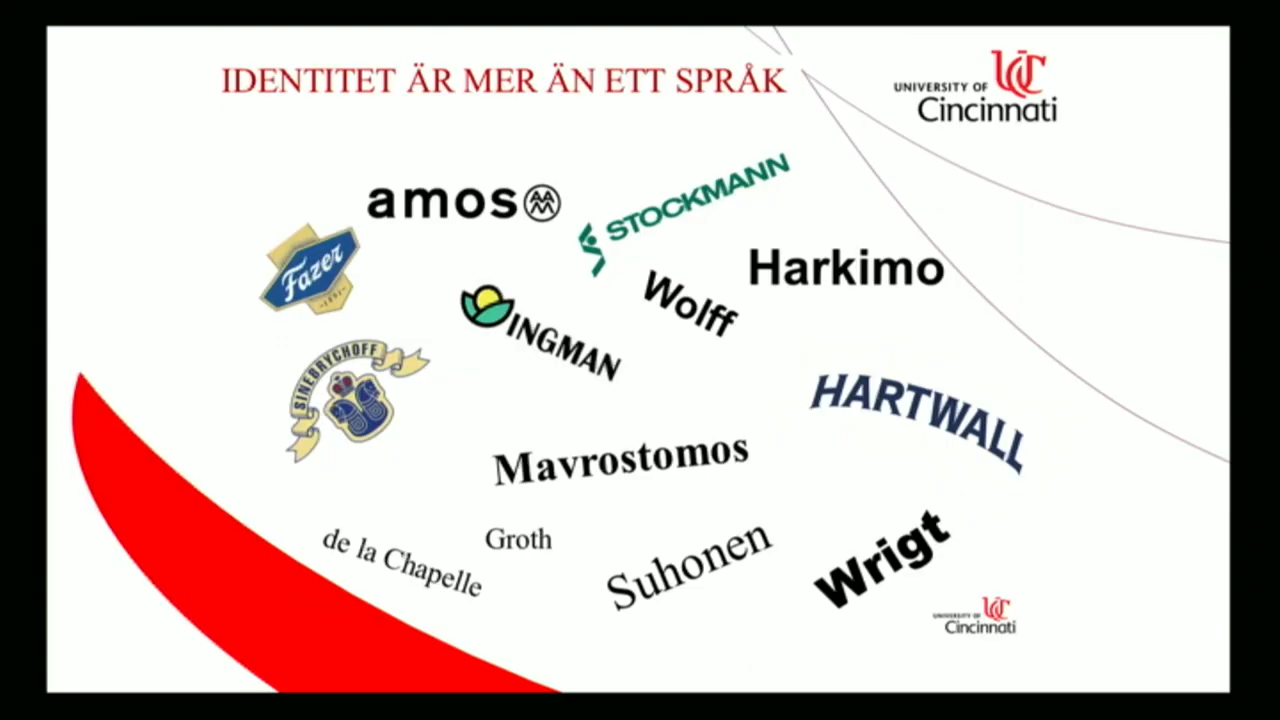 IDENTITET ÄR MER ÄN ETT SPRÅK
UNIVERSITY OF
Cincinnati
amos
STOCKMANN
Fazer
1891
Harkimo
Wolff
INGMAN
SINEBRYCHOFF
HARTWALL
Mavrostomos
de la Chapelle
Groth
Suhonen
Wrigt
UNIVERSITY OF
Cincinnati